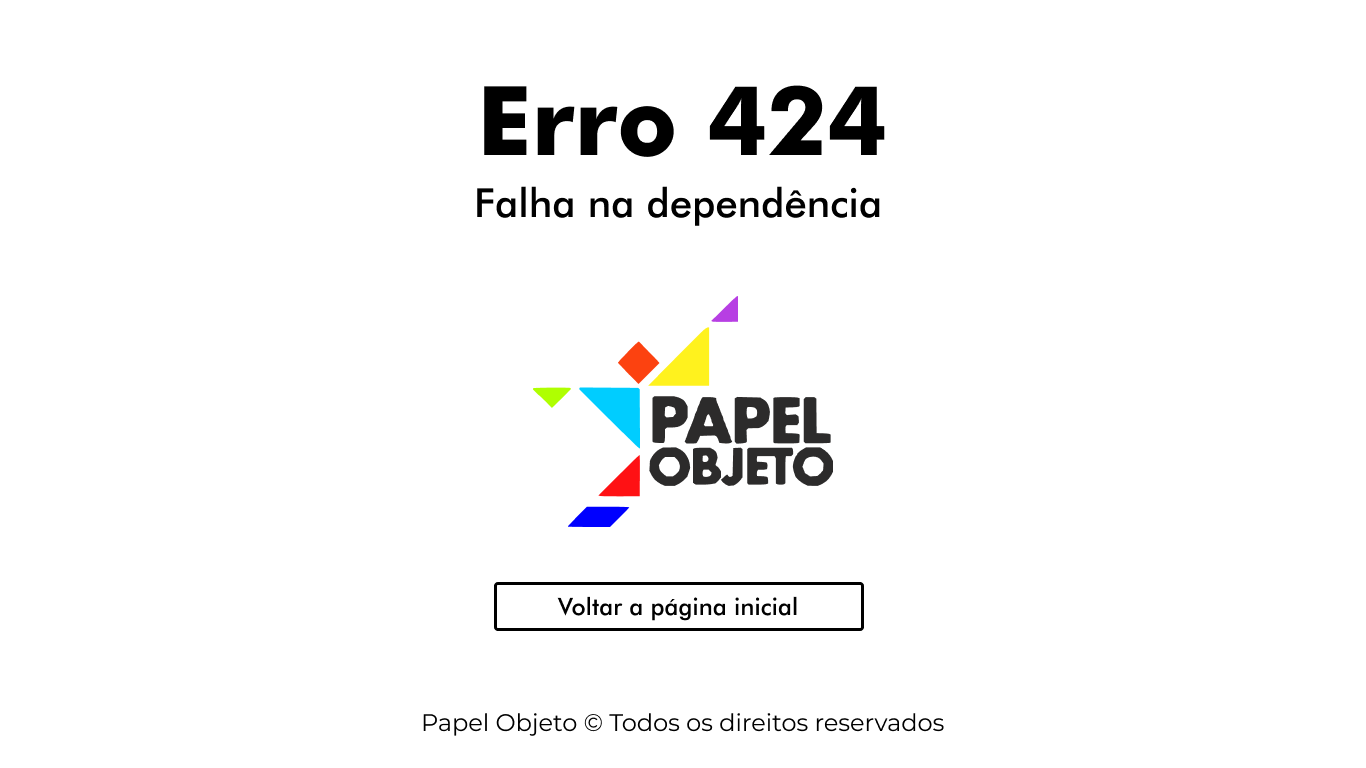 Erro 424
Falha na dependência
PAPEL
OBJETO
Voltar a página inicial
Papel Objeto © Todos os direitos reservados